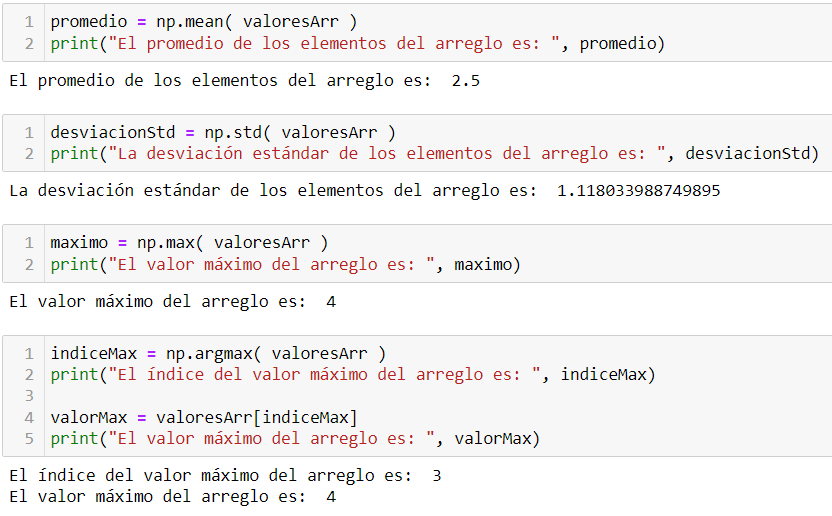 1 promedio = np.mean( valoresArr )
2 print("El promedio de los elementos del arreglo es: ", promedio)
El promedio de los elementos del arreglo es:  2.5
1 desviacionStd = np.std( valoresArr )
2 print("La desviación estándar de los elementos del arreglo es: ", desviacionStd)
La desviación estándar de los elementos del arreglo es:  1.118033988749895
1 maximo = np.max( valoresArr )
2 print("El valor máximo del arreglo es: ", maximo)
El valor máximo del arreglo es:  4
1 indiceMax = np.argmax( valoresArr )
2 print("El índice del valor máximo del arreglo es: ", indiceMax)
3
4 valorMax = valoresArr[indiceMax]
5 print("El valor máximo del arreglo es: ", valorMax)
El índice del valor máximo del arreglo es:  3
El valor máximo del arreglo es:  4